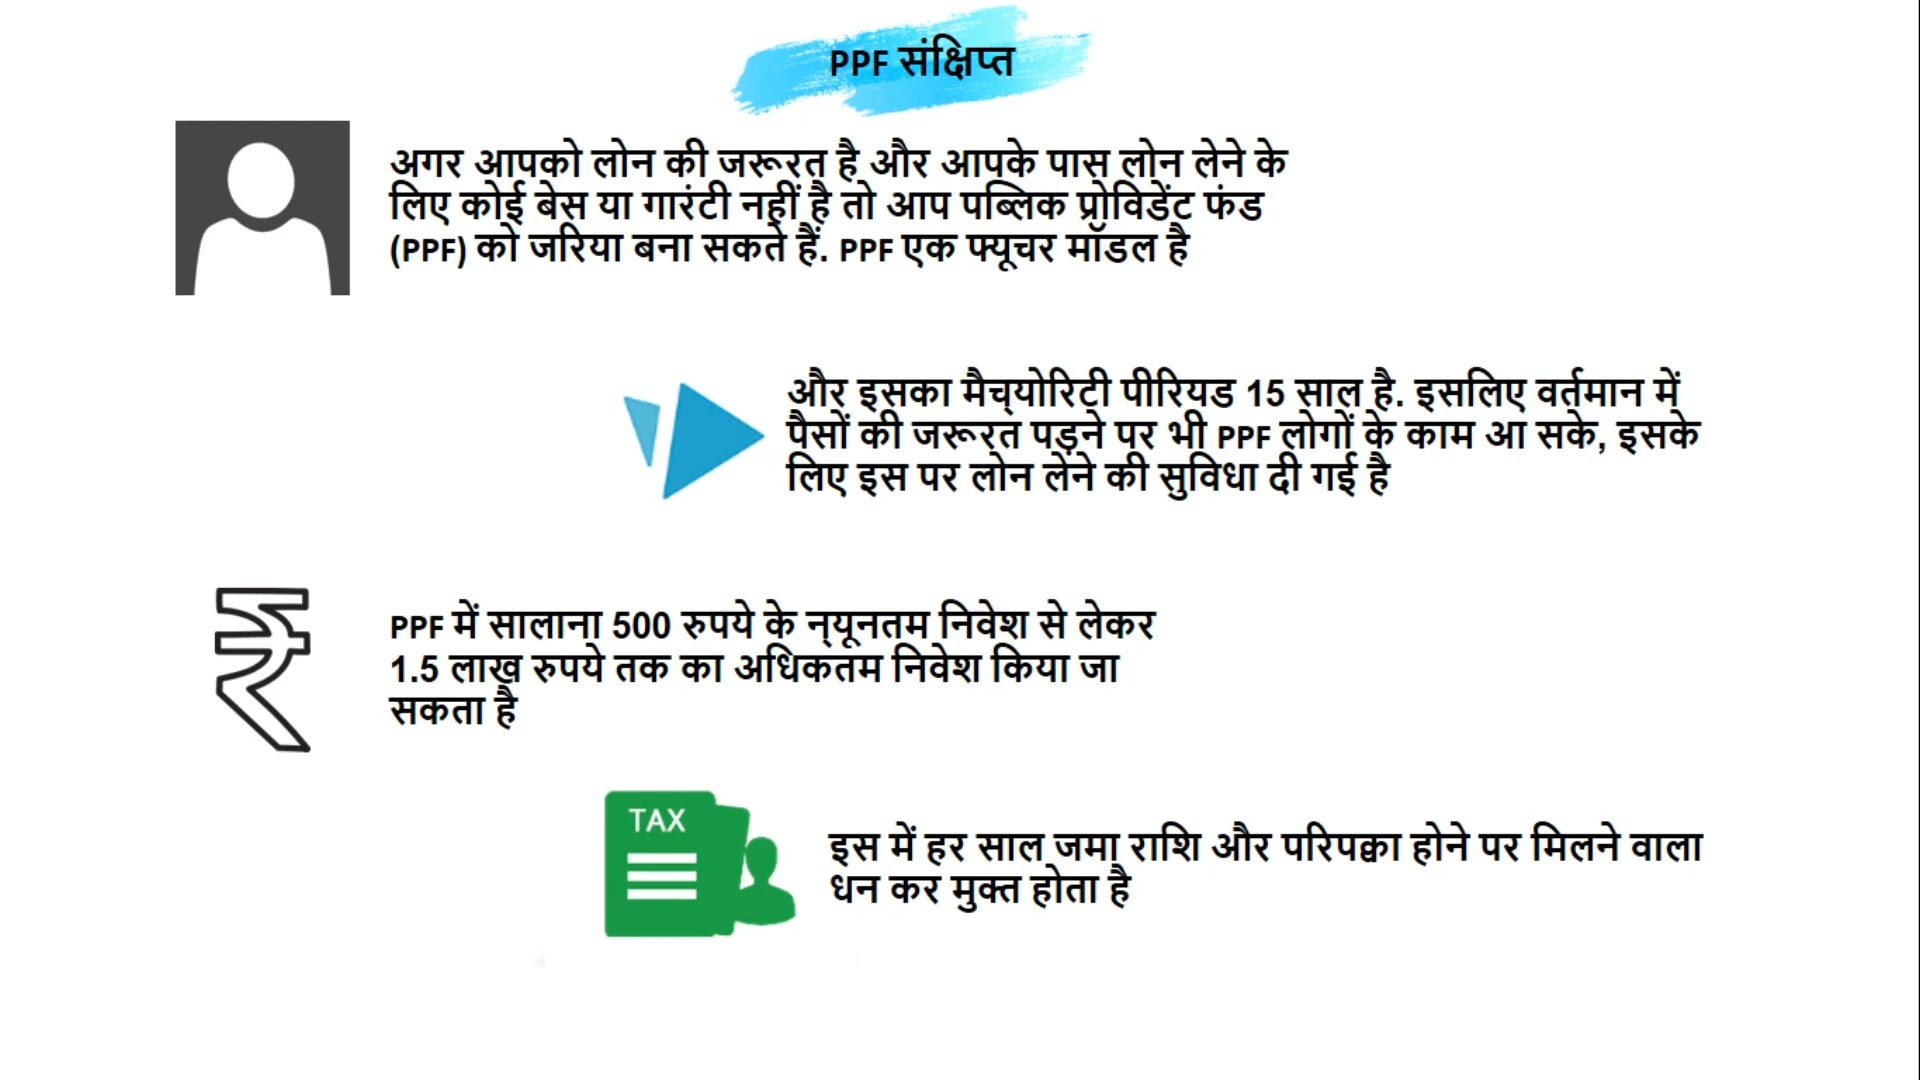 PPF संक्षिप्त
अगर आपको लोन की जरूरत है और आपके पास लोन लेने के
लिए कोई बेस या गारंटी नहीं है तो आप पब्लिक प्रोविडेंट फंड
(PPF) को जरिया बना सकते हैं. PPF एक फ्यूचर मॉडल है
और इसका मैच्योरिटी पीरियड 15 साल है. इसलिए वर्तमान में
पैसों की जरूरत पड़ने पर भी PPF लोगों के काम आ सके, इसके
लिए इस पर लोन लेने की सुविधा दी गई है
PPF में सालाना 500 रुपये के न्यूनतम निवेश से लेकर
1.5 लाख रुपये तक का अधिकतम निवेश किया जा
सकता है
TAX
इस में हर साल जमा राशि और परिपक्वा होने पर मिलने वाला
धन कर मुक्त होता है